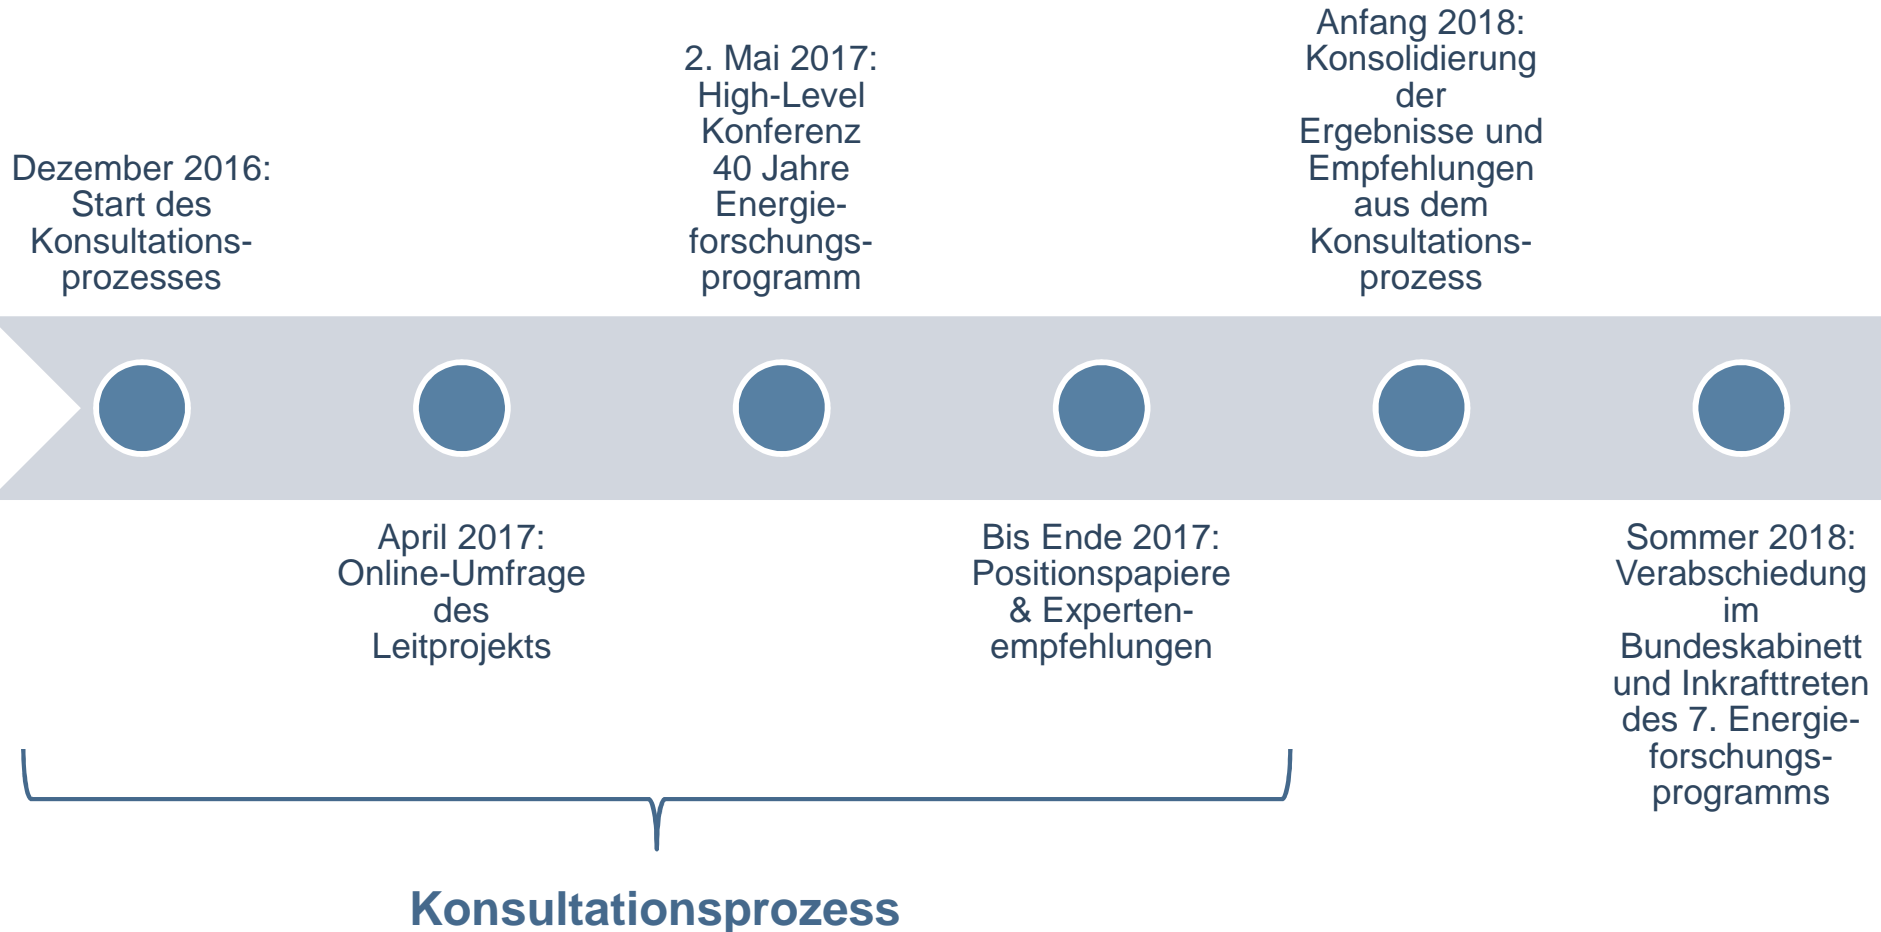 Dezember 2016:
Start des
Konsultations-
prozesses
April 2017:
Online-Umfrage
des
Leitprojekts
2. Mai 2017:
High-Level
Konferenz
40 Jahre
Energie-
forschungs-
programm
Bis Ende 2017:
Positionspapiere
& Experten-
empfehlungen
Anfang 2018:
Konsolidierung
der
Ergebnisse und
Empfehlungen
aus dem
Konsultations-
prozess
Sommer 2018:
Verabschiedung
im
Bundeskabinett
und Inkrafttreten
des 7. Energie-
forschungs-
programms
Konsultationsprozess